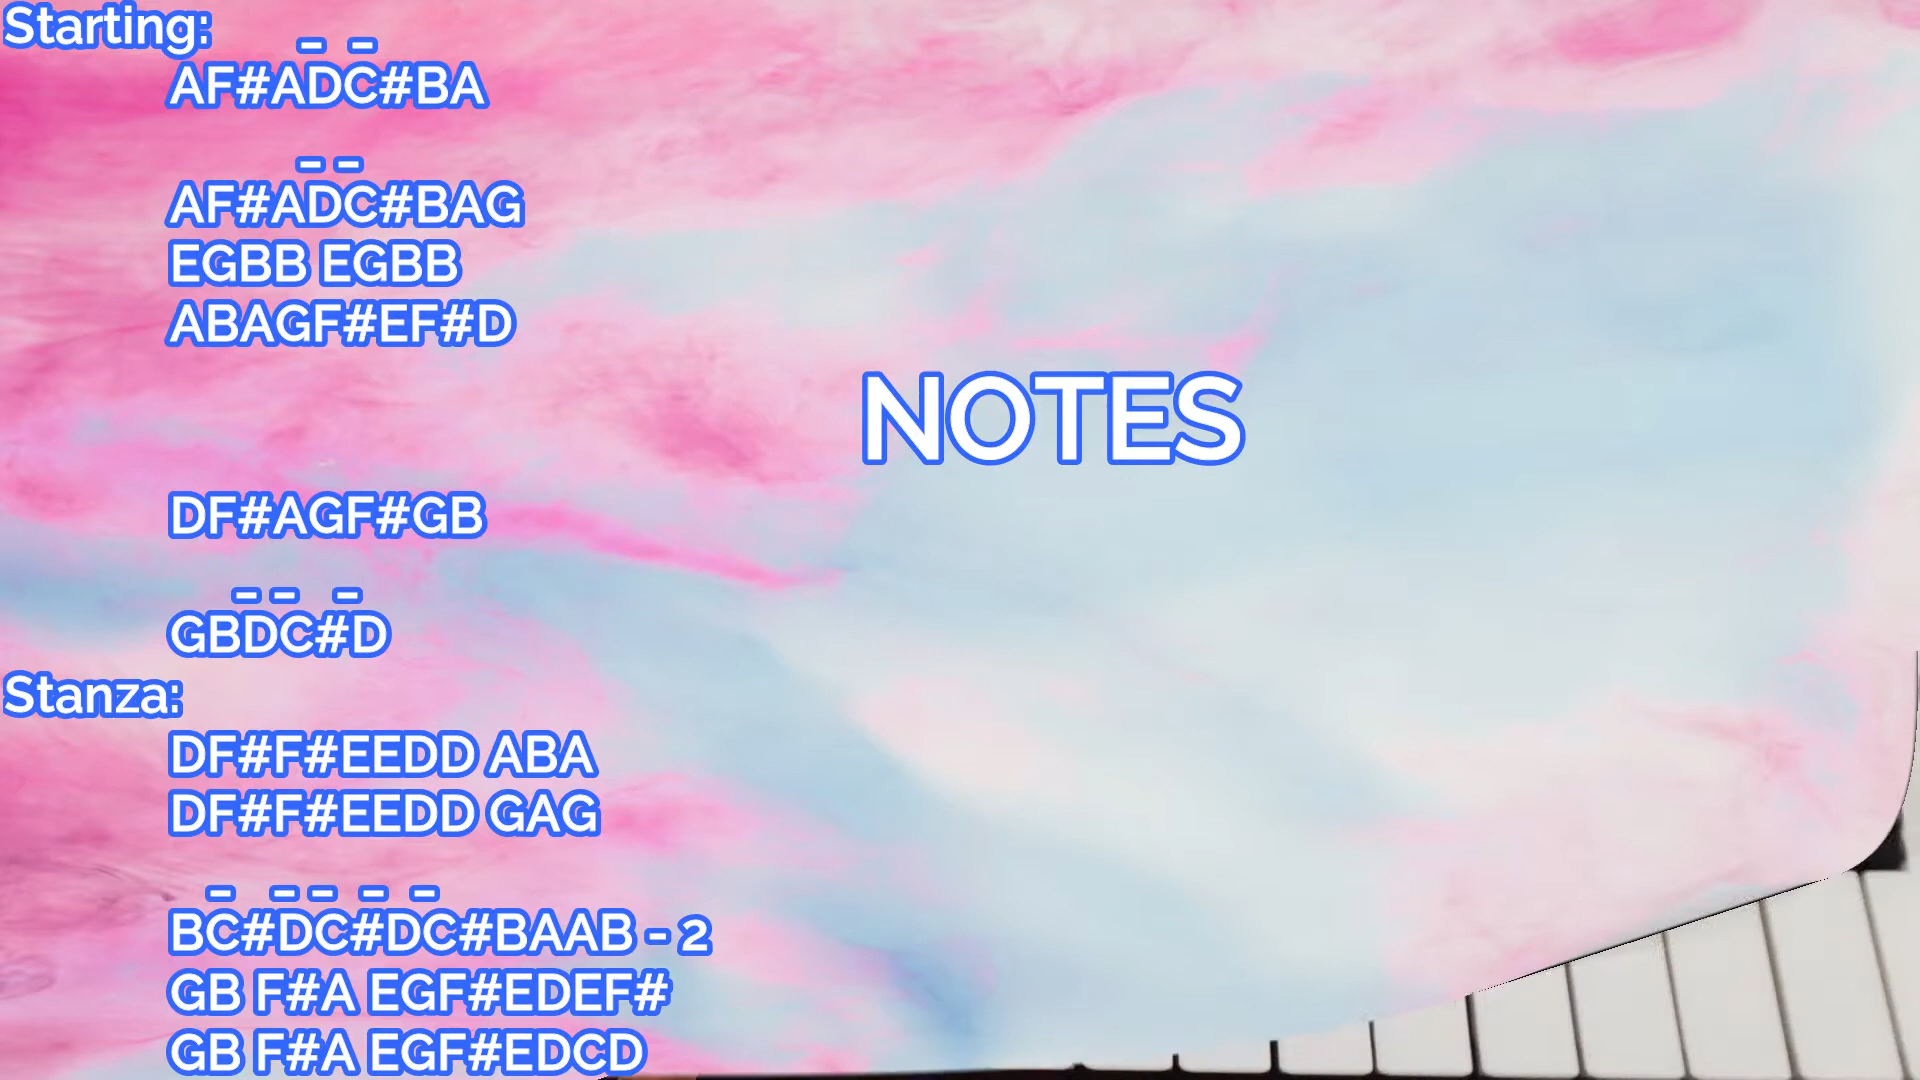 Starting:
- -
AF#ADC#BA
- -
AF#ADC#BAG
EGBB EGBB
ABAGF#EF#D
NOTES
DF#AGF#GB
- - -
GBDC#D
Stanza:
DF#F#EEDD ABA
DF#F#EEDD GAG
- - - - -
BC#DC#DC#BAAB - 2
GB F#A EGF#EDEF#
GB F#A EGF#EDCD